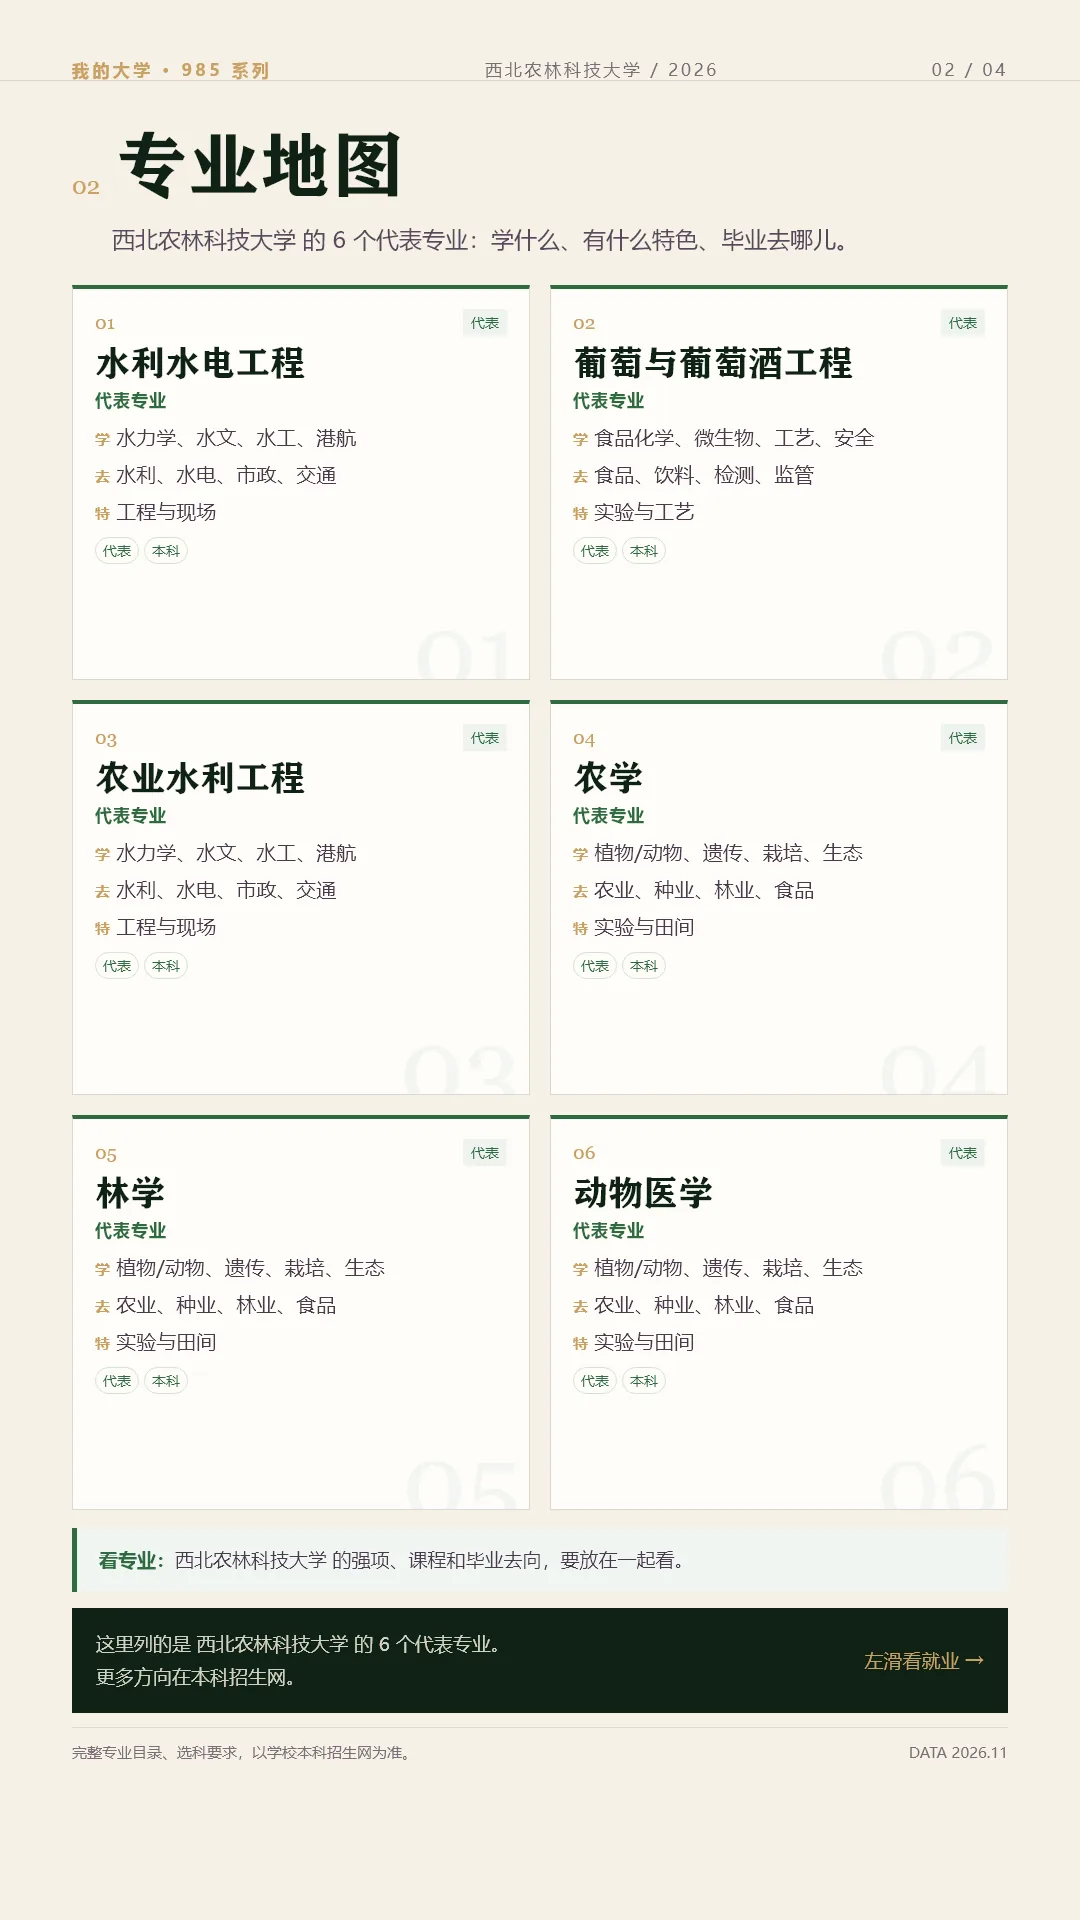 我的大学 · 985 系列
西北农林科技大学 / 2026
02 / 04
02 专业地图
西北农林科技大学 的 6 个代表专业：学什么、有什么特色、毕业去哪儿。
01
代表
水利水电工程
代表专业
学 水力学、水文、水工、港航
去 水利、水电、市政、交通
特 工程与现场
代表 本科
01
02
代表
葡萄与葡萄酒工程
代表专业
学 食品化学、微生物、工艺、安全
去 食品、饮料、检测、监管
特 实验与工艺
代表 本科
02
03
代表
农业水利工程
代表专业
学 水力学、水文、水工、港航
去 水利、水电、市政、交通
特 工程与现场
代表 本科
03
04
代表
农学
代表专业
学 植物/动物、遗传、栽培、生态
去 农业、种业、林业、食品
特 实验与田间
代表 本科
04
05
代表
林学
代表专业
学 植物/动物、遗传、栽培、生态
去 农业、种业、林业、食品
特 实验与田间
代表 本科
05
06
代表
动物医学
代表专业
学 植物/动物、遗传、栽培、生态
去 农业、种业、林业、食品
特 实验与田间
代表 本科
06
看专业：西北农林科技大学 的强项、课程和毕业去向，要放在一起看。
这里列的是 西北农林科技大学 的 6 个代表专业。
更多方向在本科招生网。
左滑看就业 →
完整专业目录、选科要求，以学校本科招生网为准。
DATA 2026.11